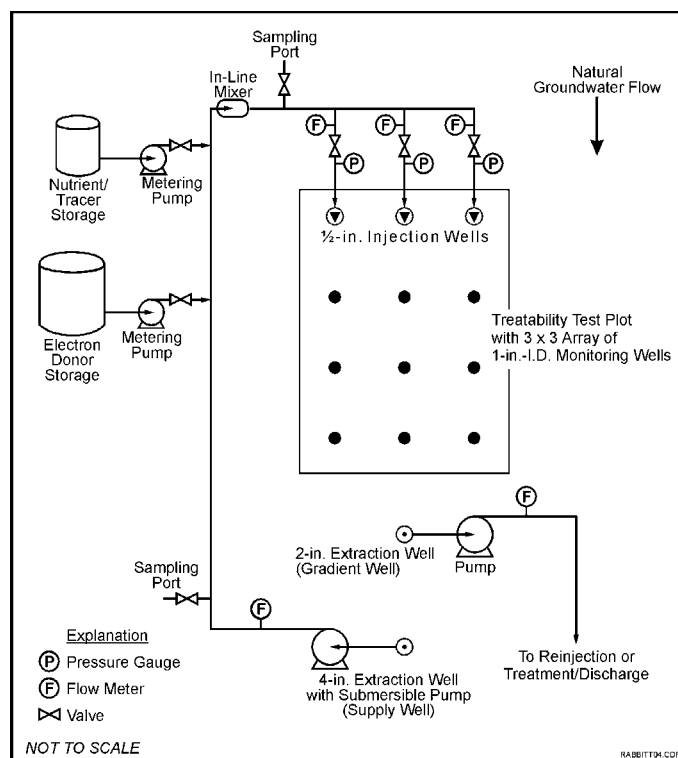 Sampling
Port
In-Line
Mixer
Natural
Groundwater Flow
F
F
F
P
P
P
Nutrient/
Tracer
Storage
Metering
Pump
½-in. Injection Wells
Electron
Donor
Storage
Metering
Pump
Treatability Test Plot
with 3 x 3 Array of
1-in.-I.D. Monitoring Wells
F
2-in. Extraction Well
(Gradient Well)
Pump
Sampling
Port
F
Explanation
P Pressure Gauge
F Flow Meter
Valve
4-in. Extraction Well
with Submersible Pump
(Supply Well)
To Reinjection or
Treatment/Discharge
NOT TO SCALE
RABBITT04.CDR